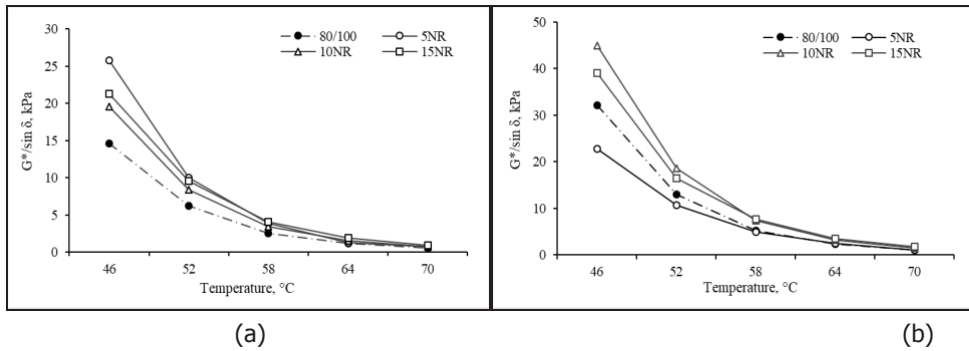 30
25
20
15
10
5
0
G*/sin δ, kPa
80/100 5NR
10NR 15NR
46 52 58 64 70
Temperature, °C
(a)
50
40
30
20
10
0
G*/sin δ, kPa
80/100 5NR
10NR 15NR
46 52 58 64 70
Temperature, °C
(b)